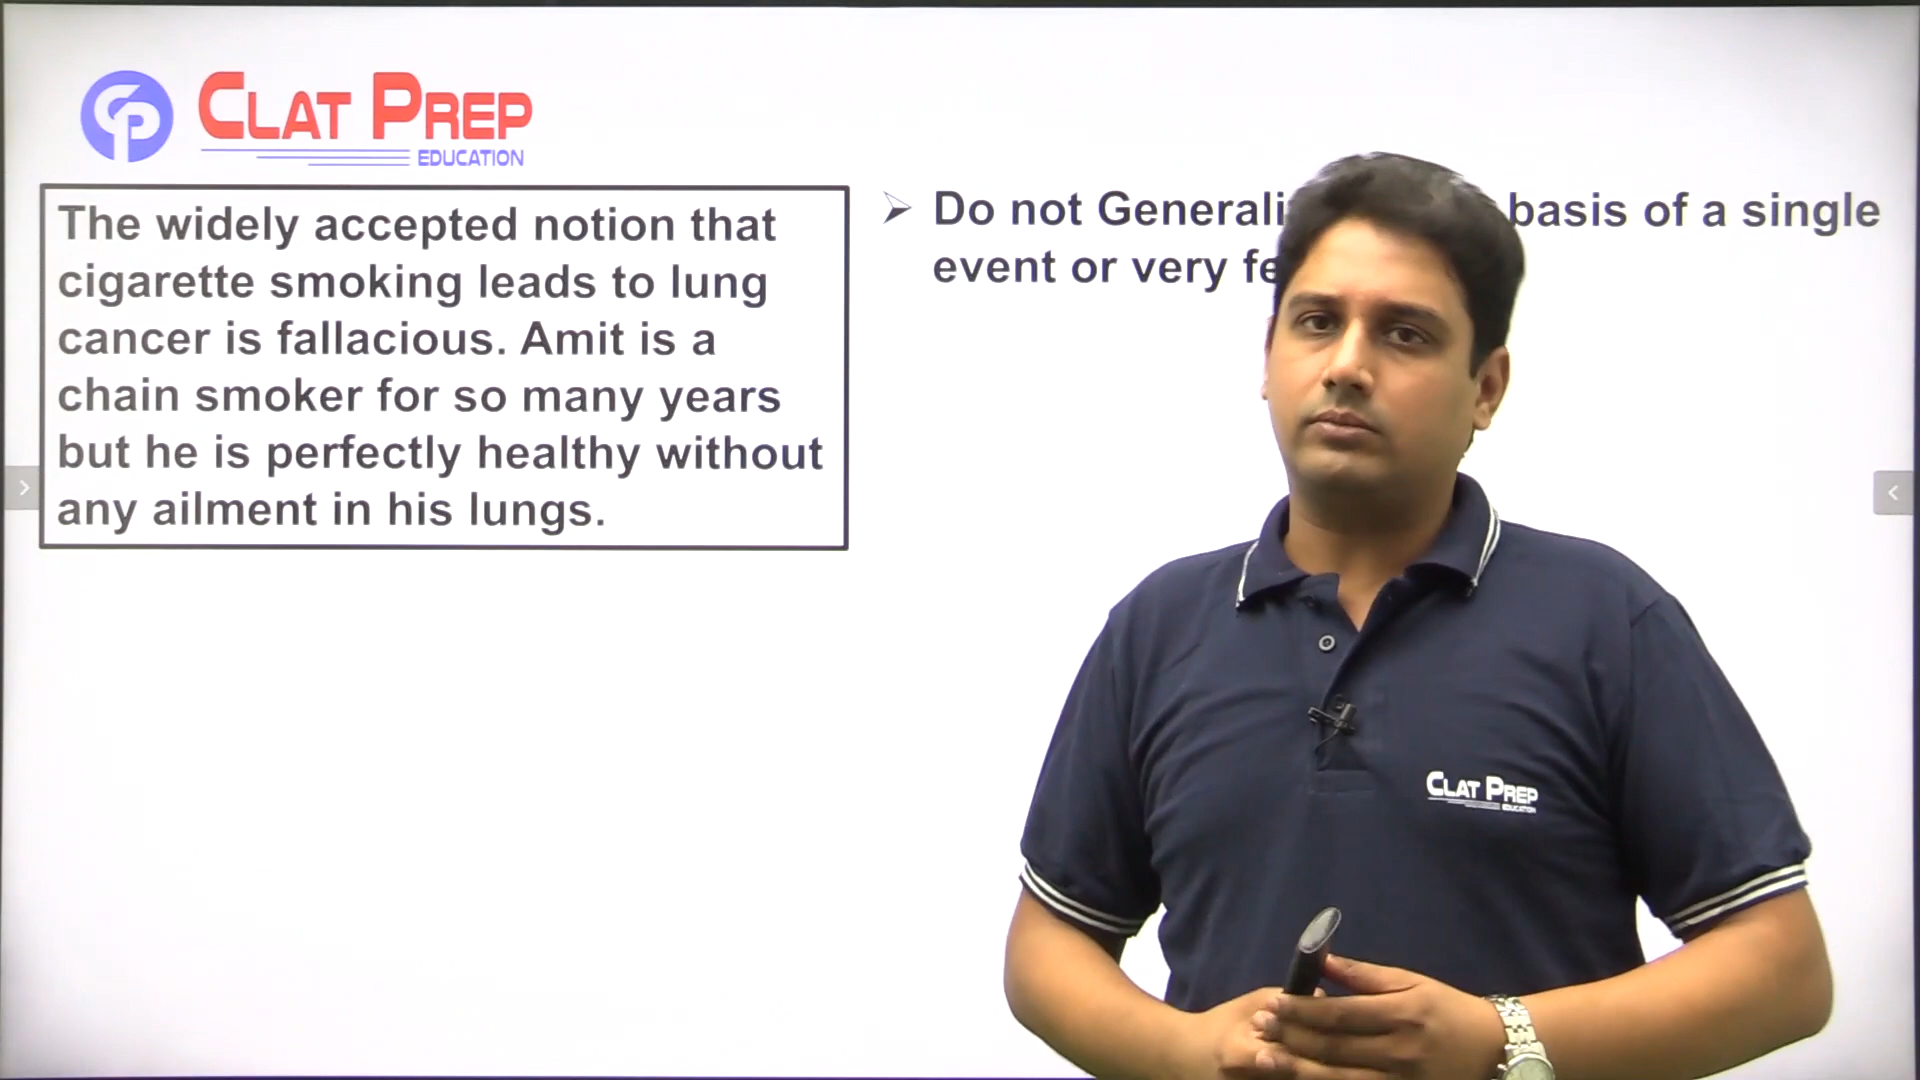 CLAT PREP
EDUCATION
The widely accepted notion that
cigarette smoking leads to lung
cancer is fallacious. Amit is a
chain smoker for so many years
but he is perfectly healthy without
any ailment in his lungs.
Do not basis of a single
event or very
CLAT PREP
EDUCATION